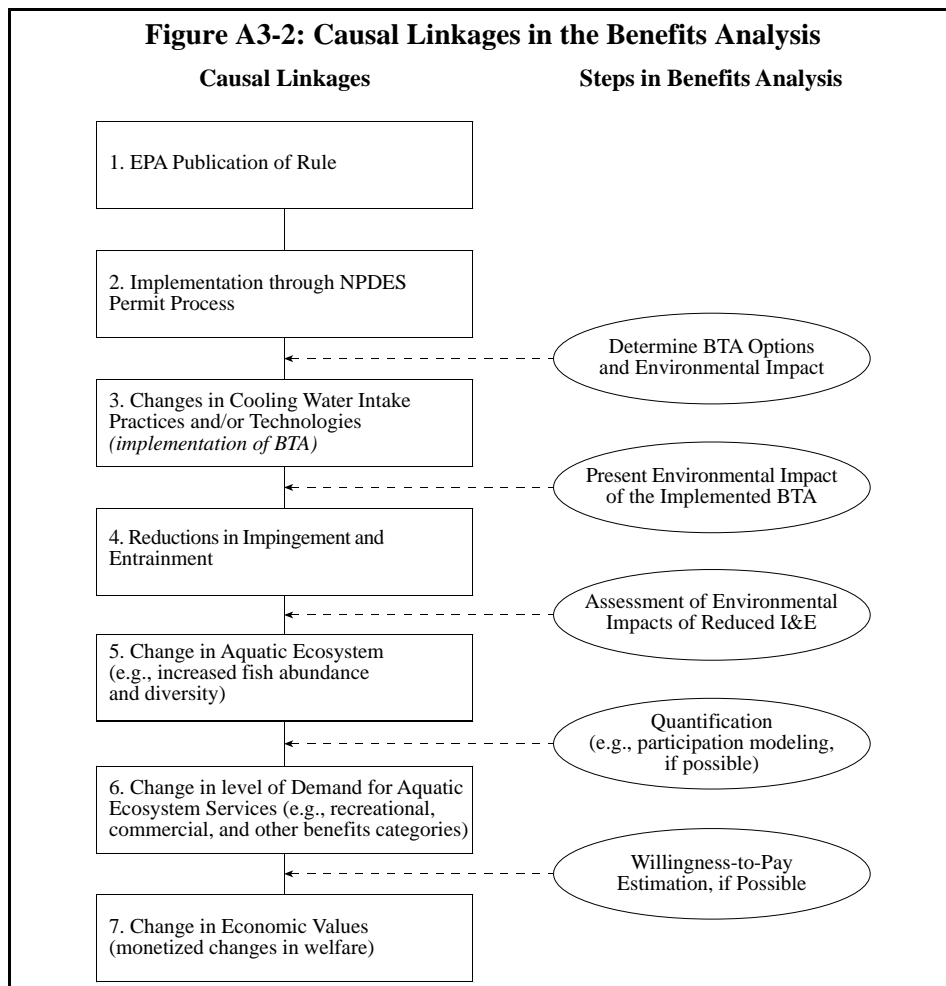 Figure A3-2: Causal Linkages in the Benefits Analysis
Causal Linkages
Steps in Benefits Analysis
1. EPA Publication of Rule
2. Implementation through NPDES
Permit Process
Determine BTA Options
and Environmental Impact
3. Changes in Cooling Water Intake
Practices and/or Technologies
(implementation of BTA)
Present Environmental Impact
of the Implemented BTA
4. Reductions in Impingement and
Entrainment
Assessment of Environmental
Impacts of Reduced I&E
5. Change in Aquatic Ecosystem
(e.g., increased fish abundance
and diversity)
Quantification
(e.g., participation modeling,
if possible)
6. Change in level of Demand for Aquatic
Ecosystem Services (e.g., recreational,
commercial, and other benefits categories)
Willingness-to-Pay
Estimation, if Possible
7. Change in Economic Values
(monetized changes in welfare)